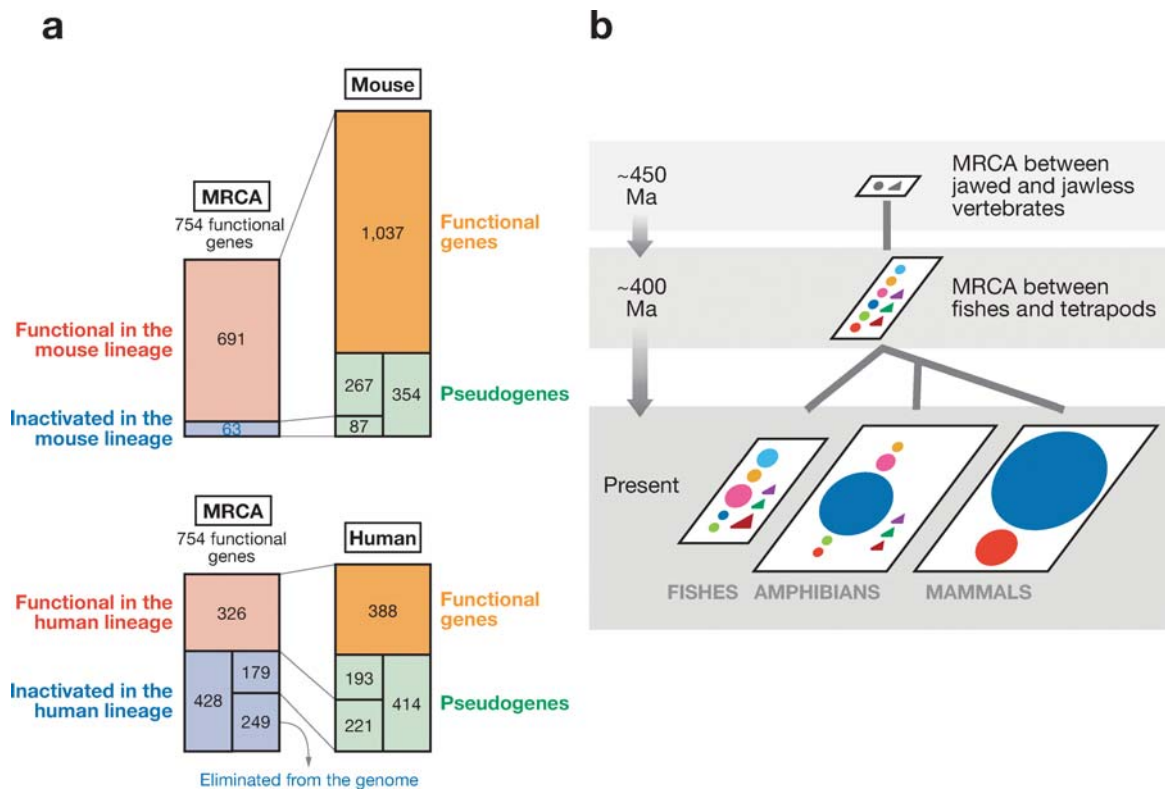 a
Mouse
MRCA
754 functional
genes
1,037
Functional
genes
Functional in the
mouse lineage
691
267
354
Pseudogenes
Inactivated in the
mouse lineage
63
87
MRCA
754 functional
genes
Human
Functional in the
human lineage
326
388
Functional
genes
Inactivated in the
human lineage
428
179
249
193
221
414
Pseudogenes
Eliminated from the genome
b
~450
Ma
MRCA between
jawed and jawless
vertebrates
~400
Ma
MRCA between
fishes and tetrapods
Present
FISHES
AMPHIBIANS
MAMMALS